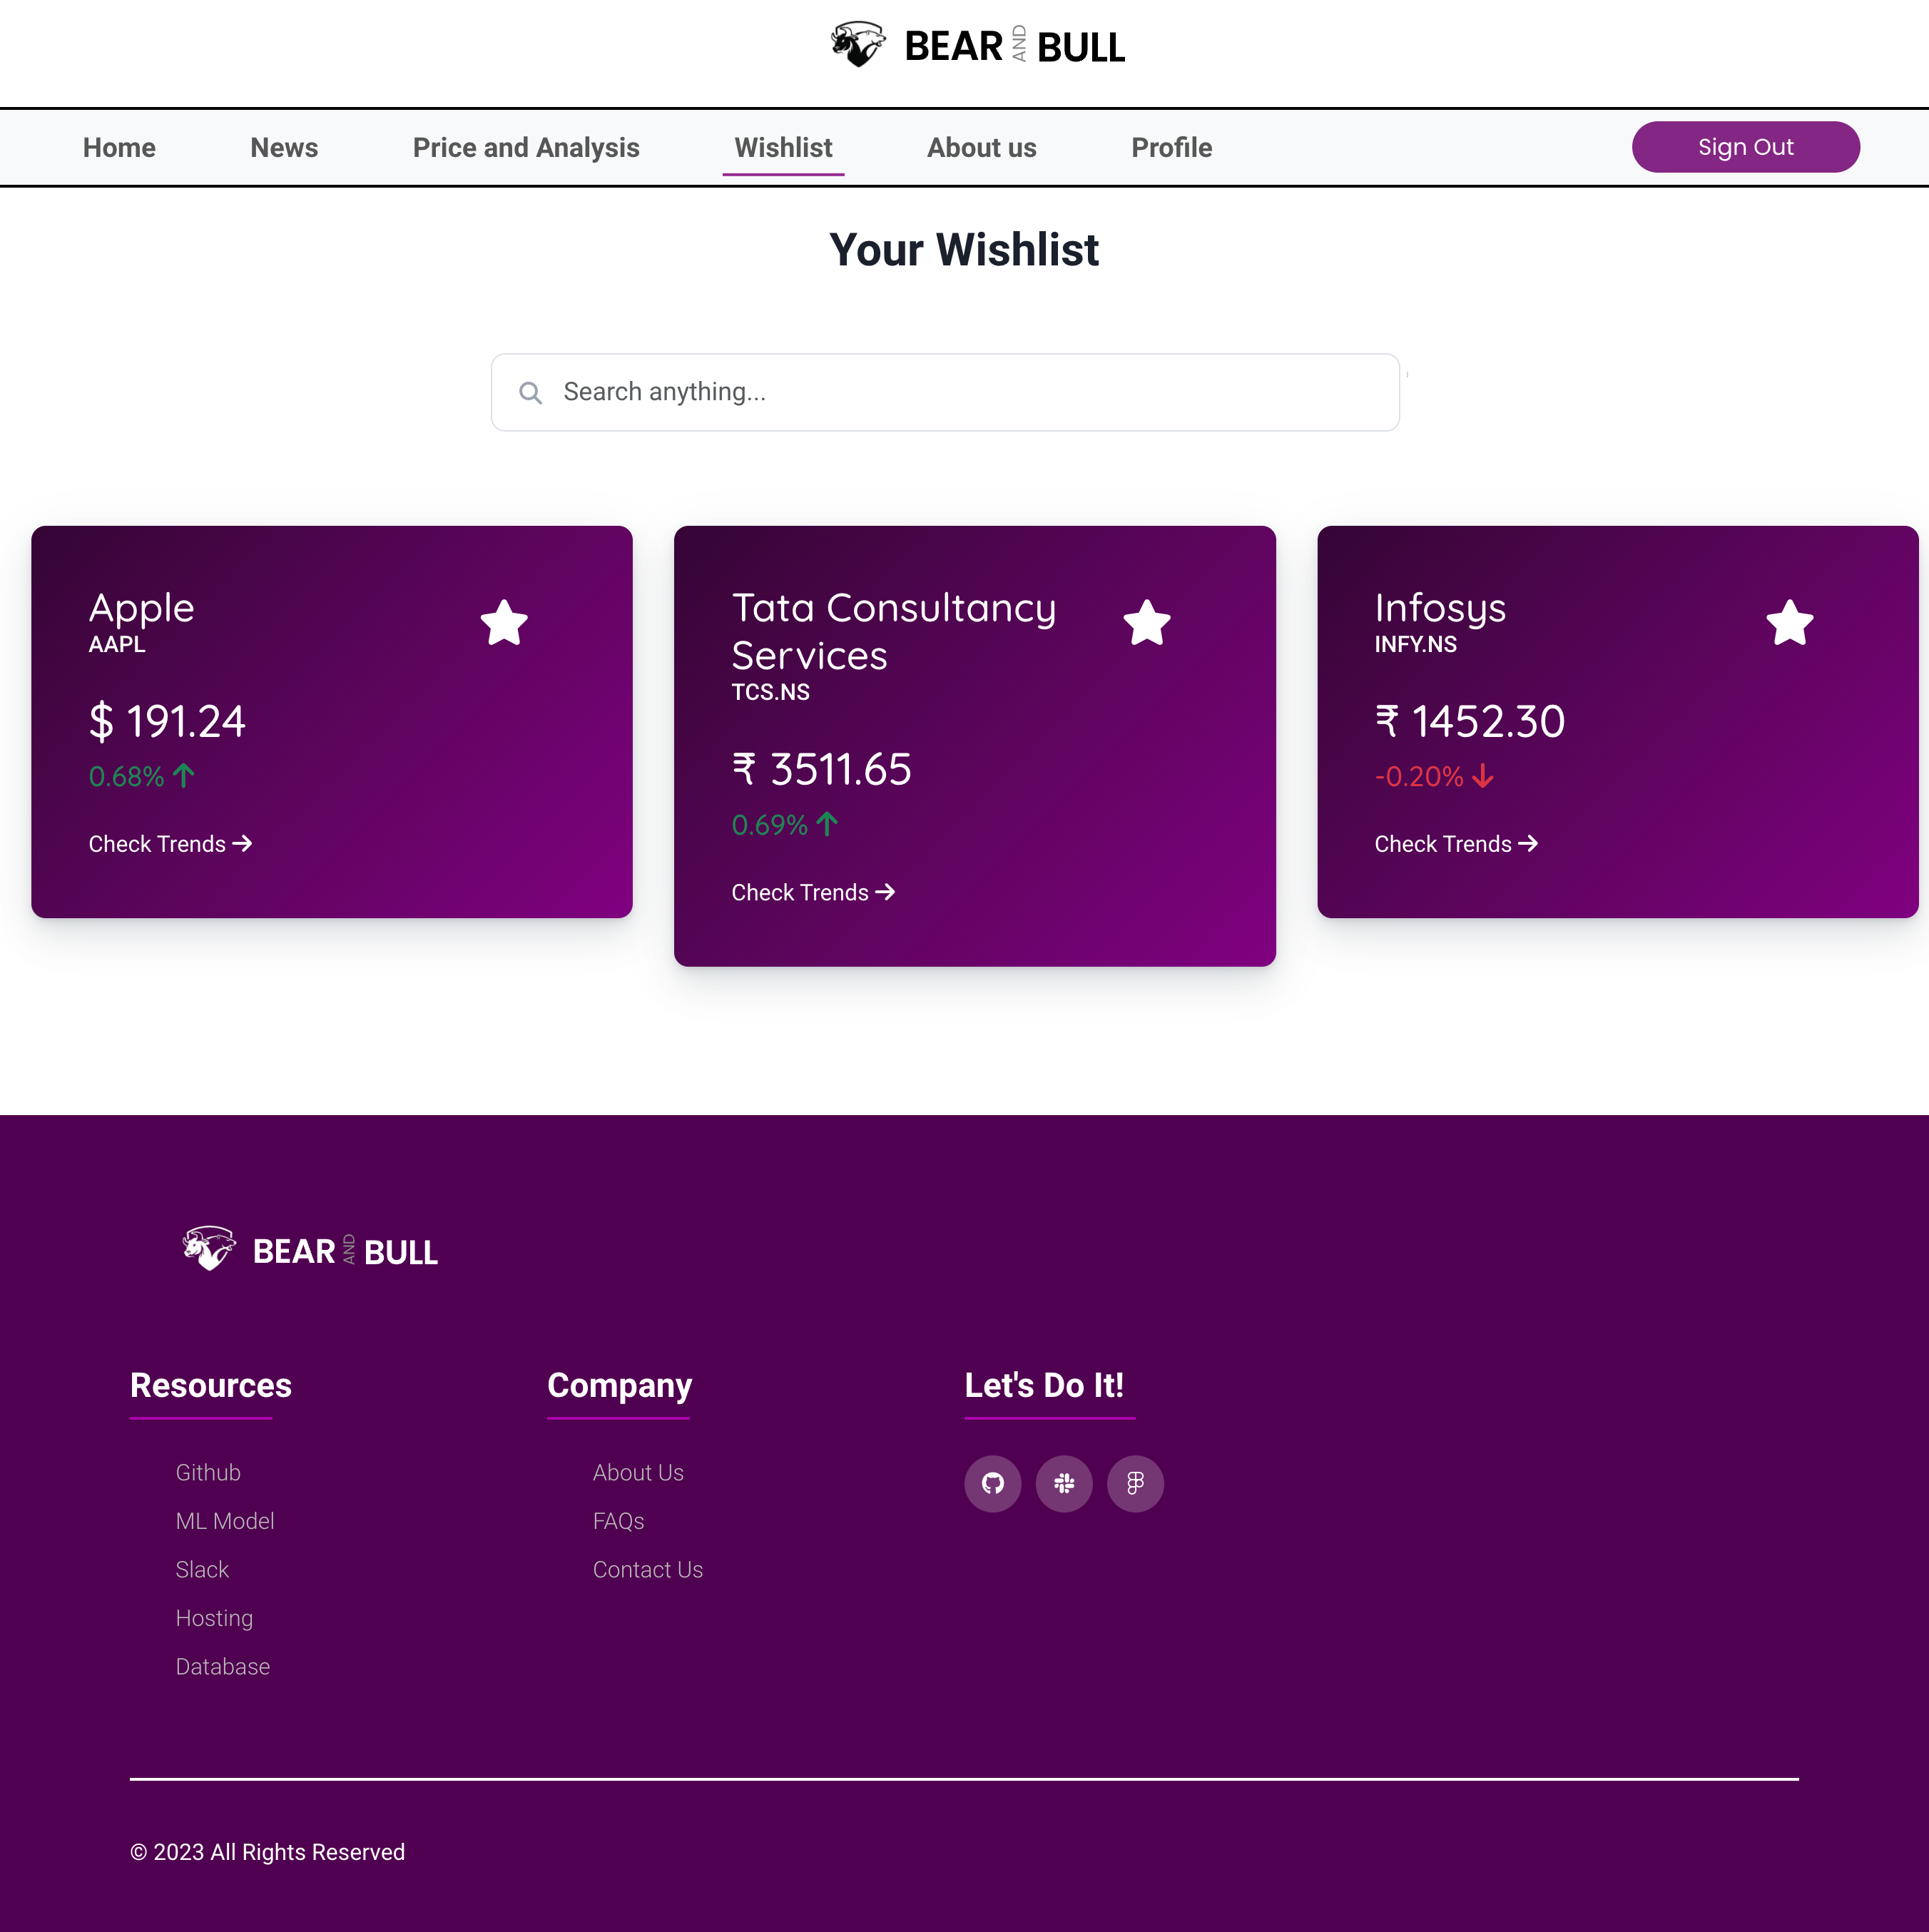 BEAR AND BULL
Home News Price and Analysis Wishlist About us Profile Sign Out
Your Wishlist
Search anything...
Apple
AAPL
$ 191.24
0.68%
Check Trends
Tata Consultancy
Services
TCS.NS
₹ 3511.65
0.69%
Check Trends
Infosys
INFY.NS
₹ 1452.30
-0.20%
Check Trends
BEAR AND BULL
Resources
Github
ML Model
Slack
Hosting
Database
Company
About Us
FAQs
Contact Us
Let's Do It!
© 2023 All Rights Reserved